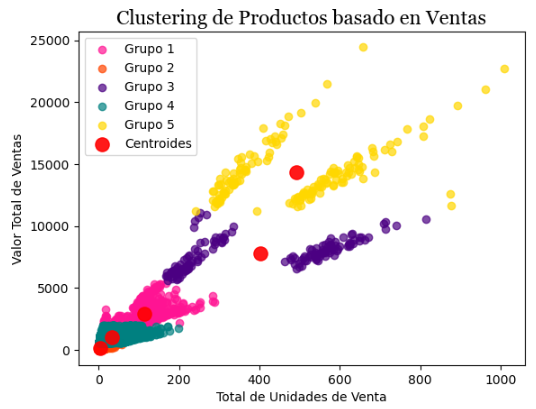 Clustering de Productos basado en Ventas
25000
20000
15000
10000
5000
0
Valor Total de Ventas
Grupo 1
Grupo 2
Grupo 3
Grupo 4
Grupo 5
Centroides
0 200 400 600 800 1000
Total de Unidades de Venta